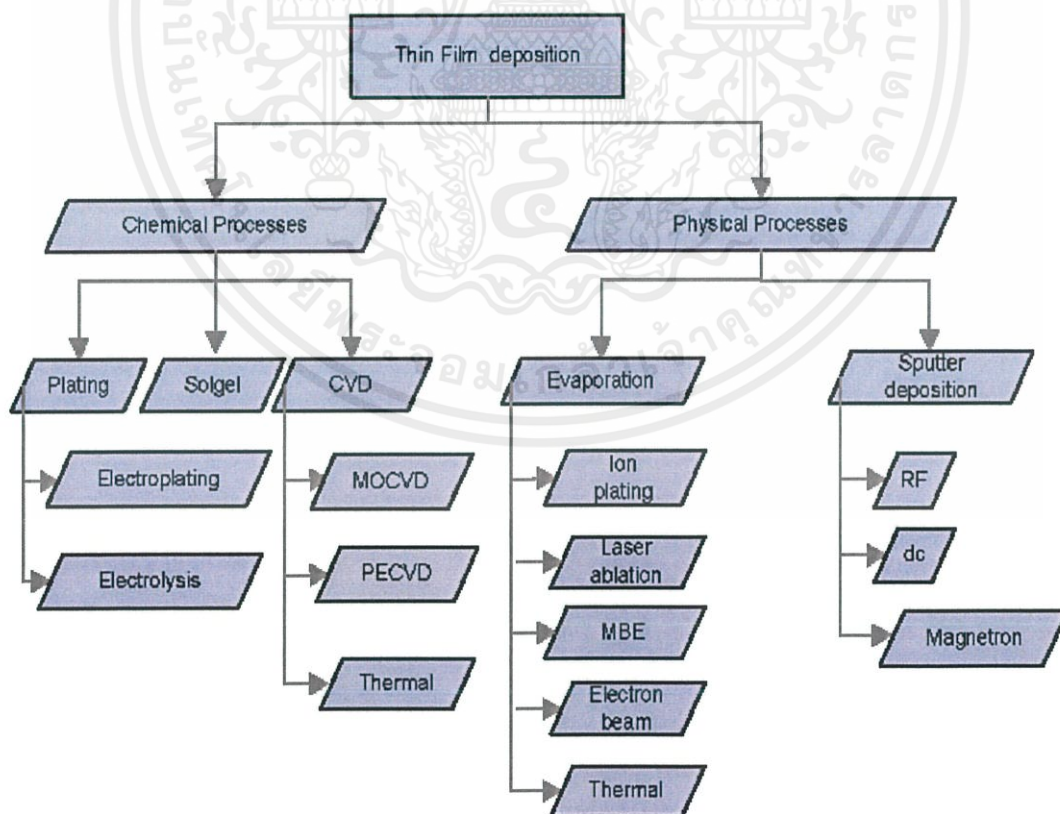 Thin Film deposition
Chemical Processes
Physical Processes
Plating
Solgel
CVD
Evaporation
Sputter
deposition
Electroplating
Electrolysis
MOCVD
PECVD
Thermal
Ion
plating
Laser
ablation
MBE
Electron
beam
Thermal
RF
dc
Magnetron